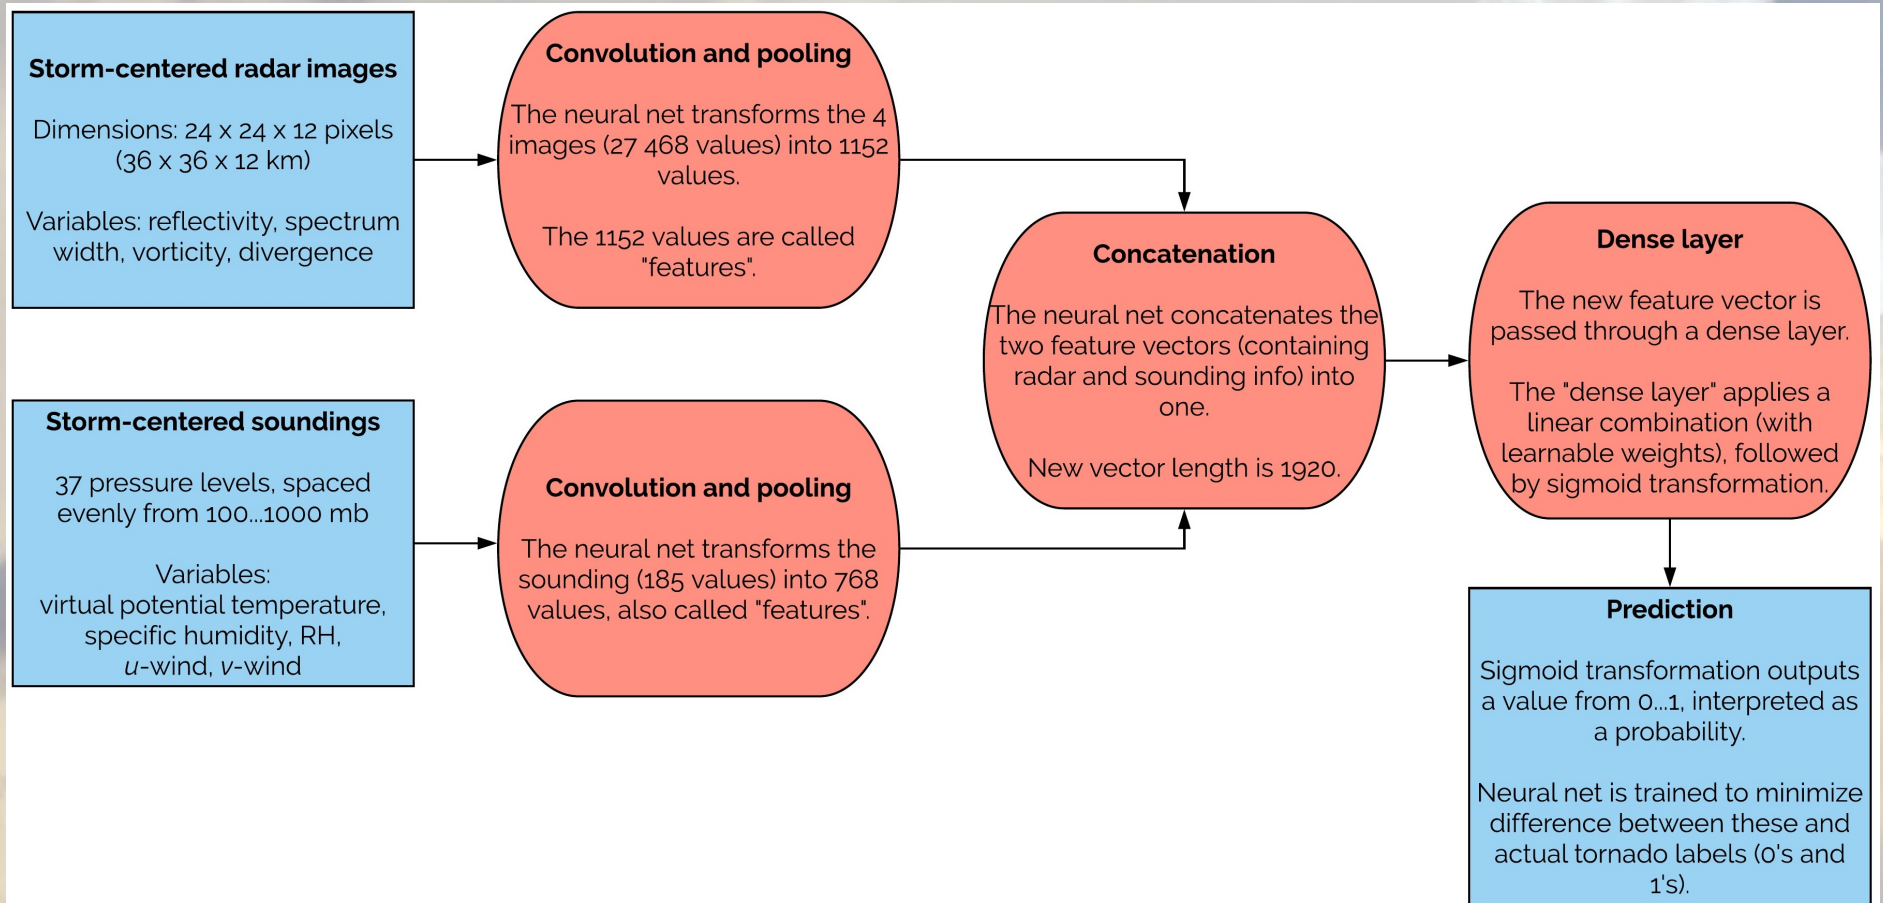 Storm-centered radar images
Dimensions: 24 x 24 x 12 pixels
(36 x 36 x 12 km)
Variables: reflectivity, spectrum
width, vorticity, divergence
Convolution and pooling
The neural net transforms the 4
images (27 468 values) into 1152
values.
The 1152 values are called
"features".
Storm-centered soundings
37 pressure levels, spaced
evenly from 100...1000 mb
Variables:
virtual potential temperature,
specific humidity, RH,
u-wind, v-wind
Convolution and pooling
The neural net transforms the
sounding (185 values) into 768
values, also called "features".
Concatenation
The neural net concatenates the
two feature vectors (containing
radar and sounding info) into
one.
New vector length is 1920.
Dense layer
The new feature vector is
passed through a dense layer.
The "dense layer" applies a
linear combination (with
learnable weights), followed
by sigmoid transformation.
Prediction
Sigmoid transformation outputs
a value from 0...1, interpreted as
a probability.
Neural net is trained to minimize
difference between these and
actual tornado labels (0's and
1's).